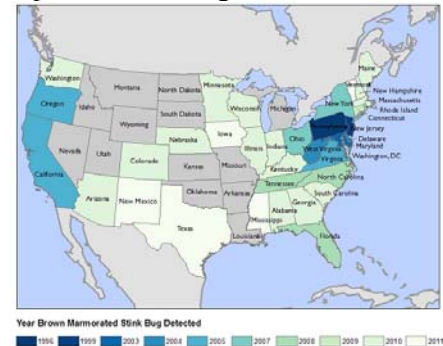 Washington
Oregon
California
Idaho
Nevada
Montana
Wyoming
Utah
Arizona
Colorado
New Mexico
North Dakota
South Dakota
Nebraska
Kansas
Oklahoma
Texas
Minnesota
Iowa
Missouri
Arkansas
Louisiana
Wisconsin
Illinois
Michigan
Indiana
Ohio
Kentucky
Tennessee
Mississippi
Alabama
Georgia
Florida
South Carolina
North Carolina
Virginia
West Virginia
Pennsylvania
New York
Maine
Vermont
New Hampshire
Massachusetts
Rhode Island
Connecticut
New Jersey
Delaware
Maryland
Washington, DC
Year Brown Marmorated Stink Bug Detected
1996 1999 2003 2004 2005 2007 2008 2009 2010 2011